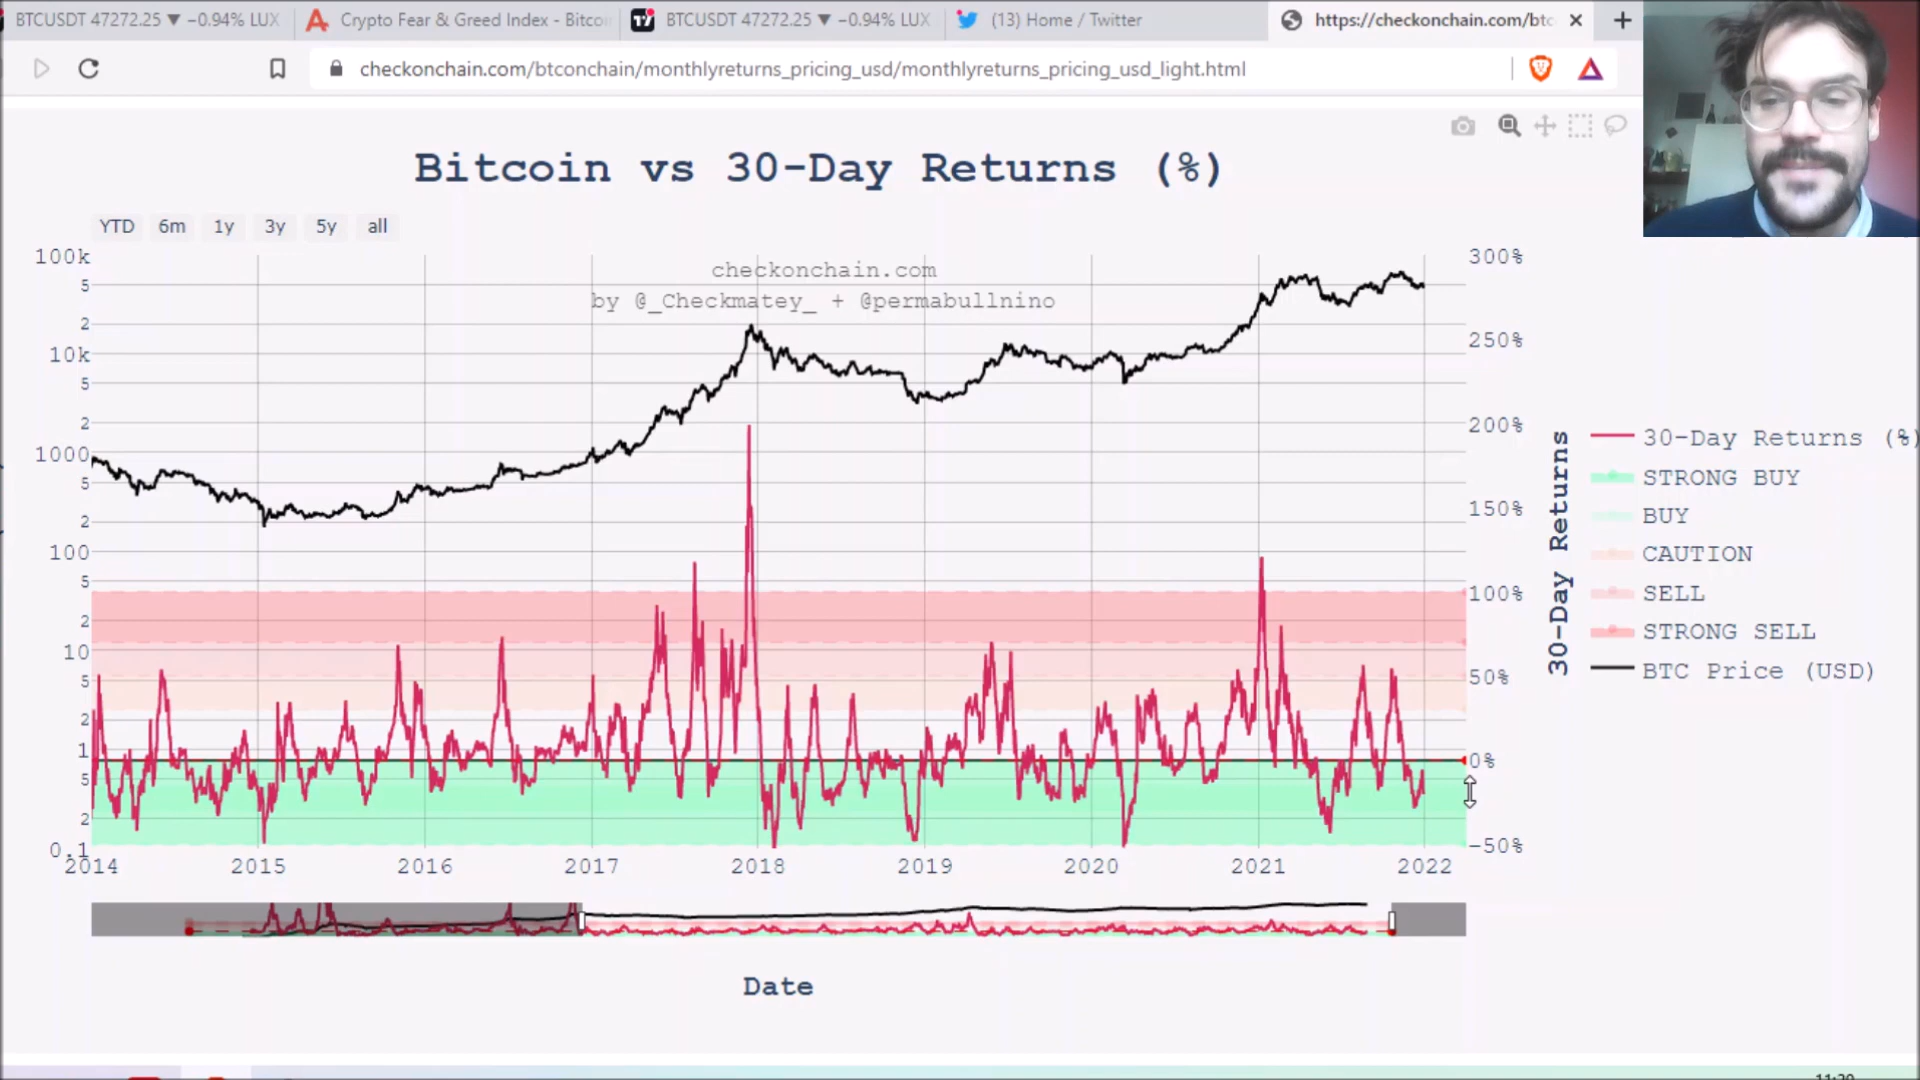 BTCUSDT 47272.25 ▼ −0.94% LUX
Crypto Fear & Greed Index - Bitcoin
BTCUSDT 47272.25 ▼ −0.94% LUX
(13) Home / Twitter
https://checkonchain.com/btc
checkonchain.com/btconchain/monthlyreturns_pricing_usd/monthlyreturns_pricing_usd_light.html
Bitcoin vs 30-Day Returns (%)
YTD 6m 1y 3y 5y all
checkonchain.com
by @_Checkmatey_ + @permabullnino
100k
5
2
10k
5
2
1000
5
2
100
5
2
10
5
2
1
5
2
0.1
300%
250%
200%
150%
100%
50%
0%
−50%
30-Day Returns
30-Day Returns (%)
STRONG BUY
BUY
CAUTION
SELL
STRONG SELL
BTC Price (USD)
2014 2015 2016 2017 2018 2019 2020 2021 2022
Date